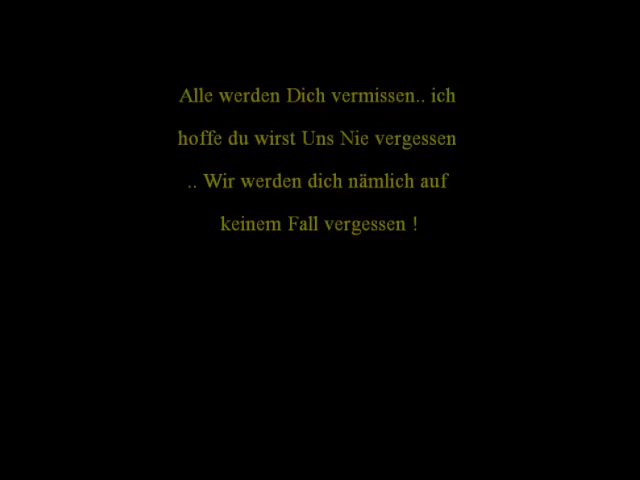 Alle werden Dich vermissen.. ich
hoffe du wirst Uns Nie vergessen
.. Wir werden dich nämlich auf
keinem Fall vergessen !